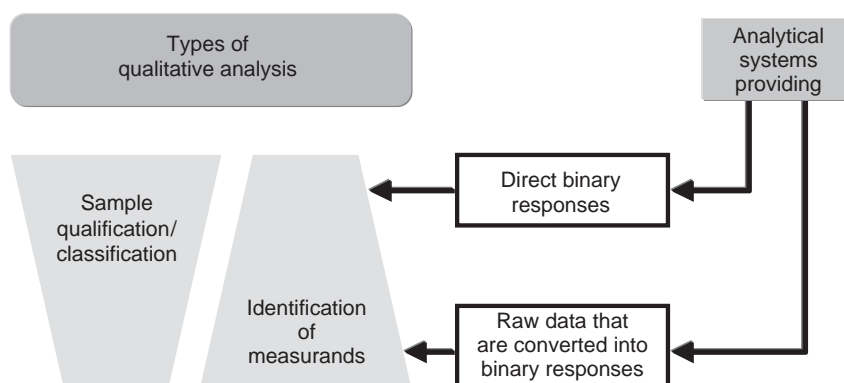 Types of
qualitative analysis
Analytical
systems
providing
Sample
qualification/
classification
Direct binary
responses
Identification
of
measurands
Raw data that
are converted into
binary responses